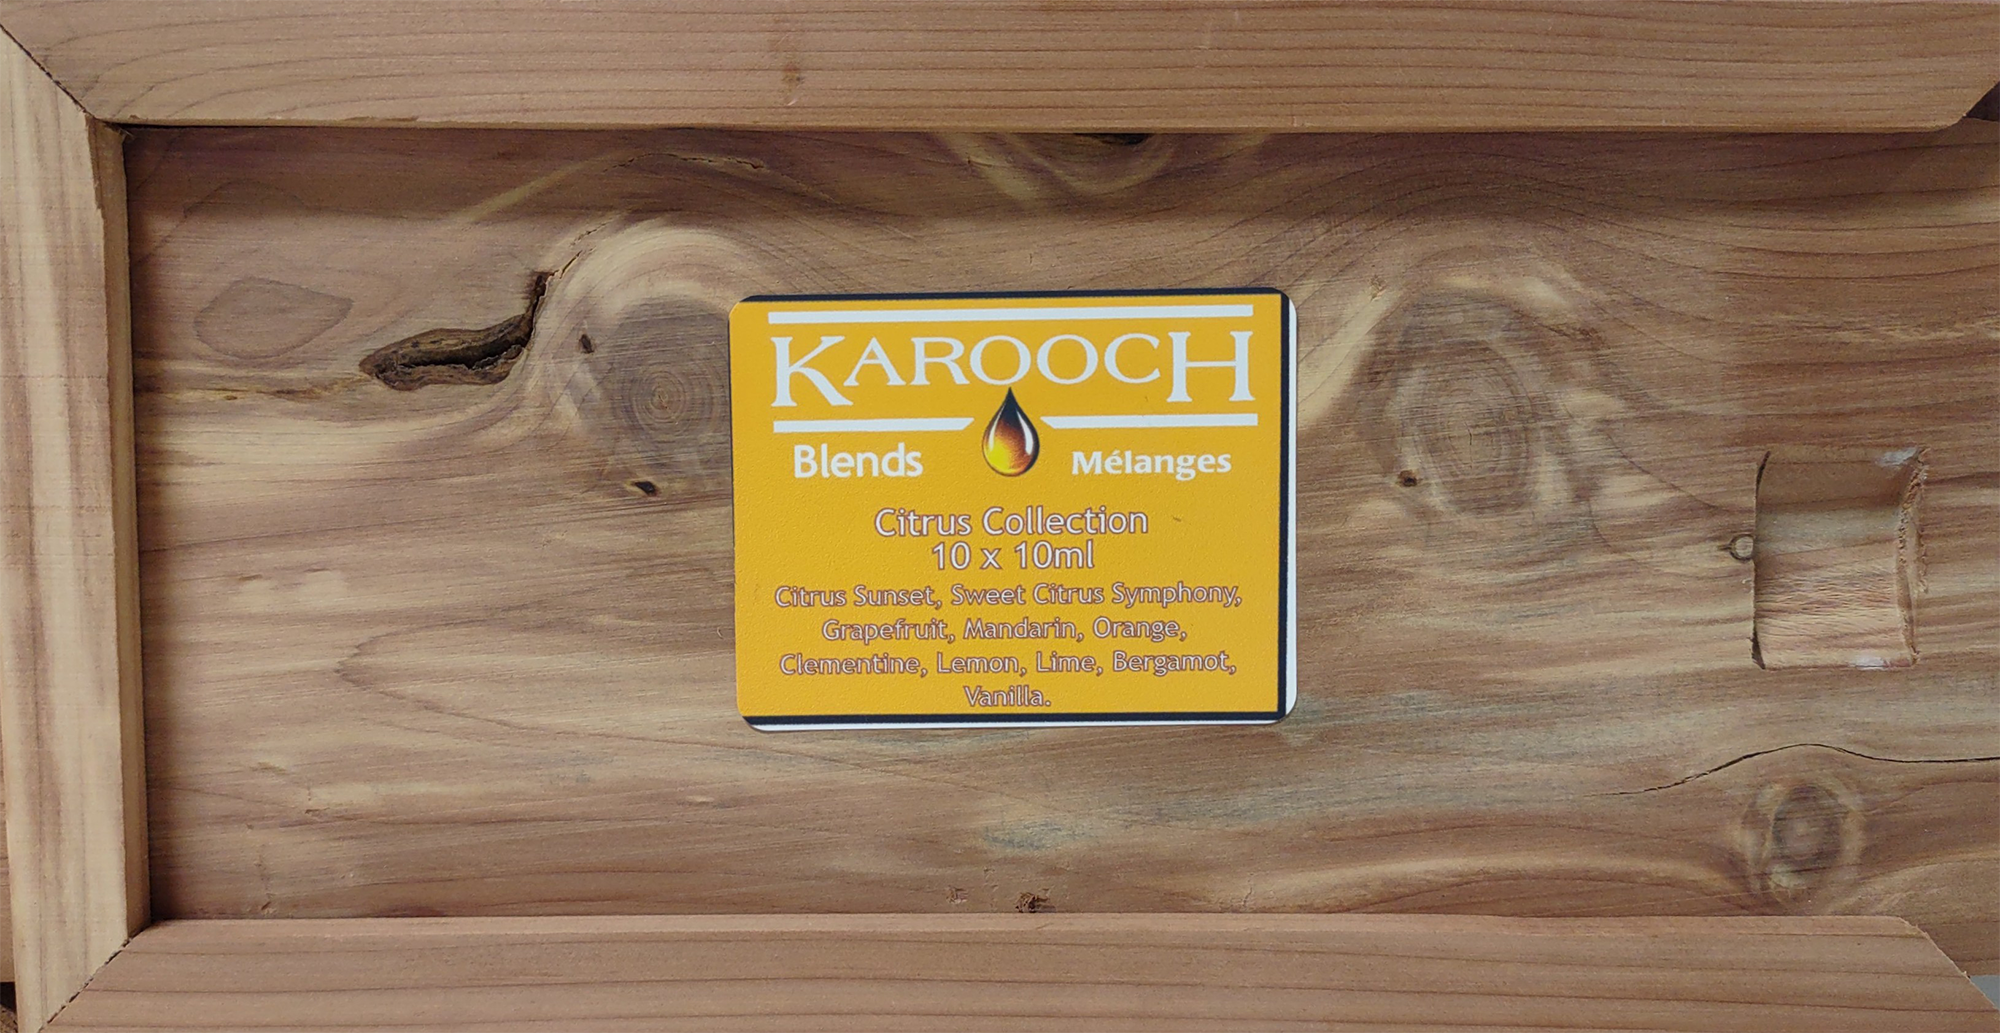 KAROOCH
Blends Mélanges
Citrus Collection
10 x 10ml
Citrus Sunset, Sweet Citrus Symphony,
Grapefruit, Mandarin, Orange,
Clementine, Lemon, Lime, Bergamot,
Vanilla.